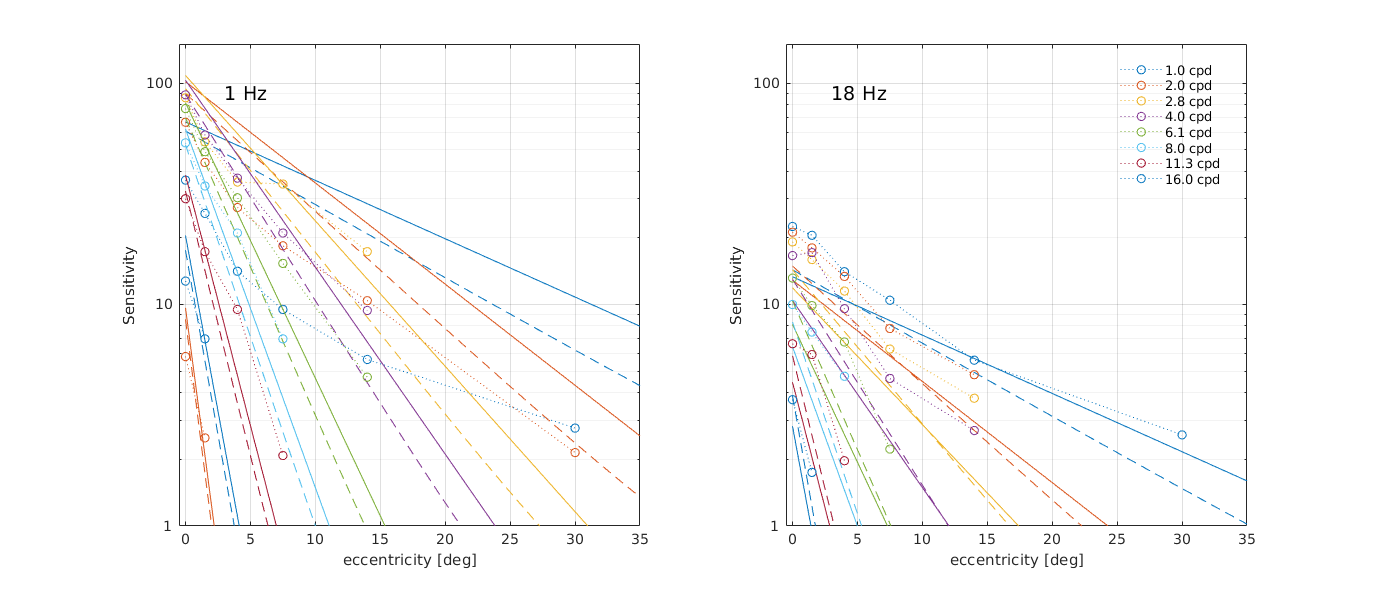 1 Hz
100
10
1
Sensitivity
0 5 10 15 20 25 30 35
eccentricity [deg]
18 Hz
100
10
1
Sensitivity
0 5 10 15 20 25 30 35
eccentricity [deg]
1.0 cpd
2.0 cpd
2.8 cpd
4.0 cpd
6.1 cpd
8.0 cpd
11.3 cpd
16.0 cpd